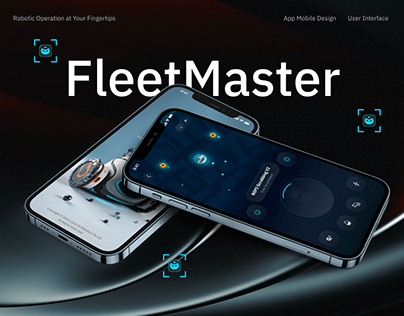 Robotic Operation at Your Fingertips
App Mobile Design
User Interface
FleetMaster